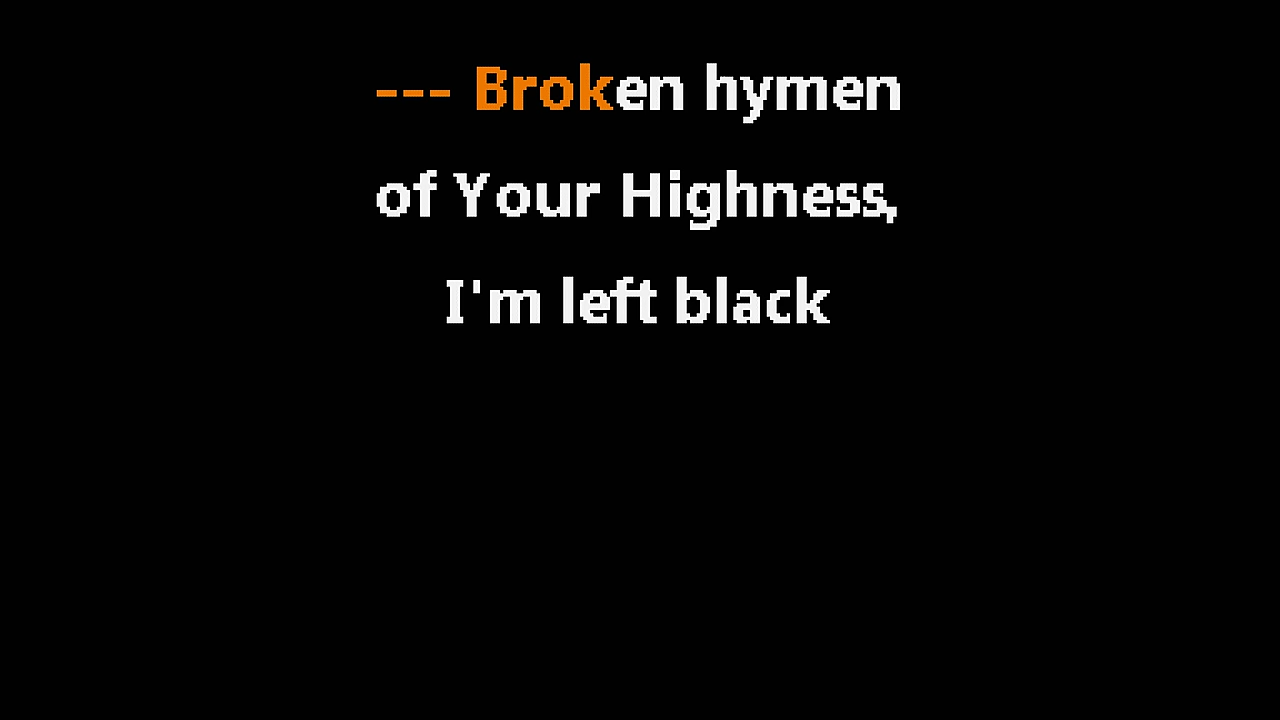 --- Broken hymen
of Your Highness,
I'm left black